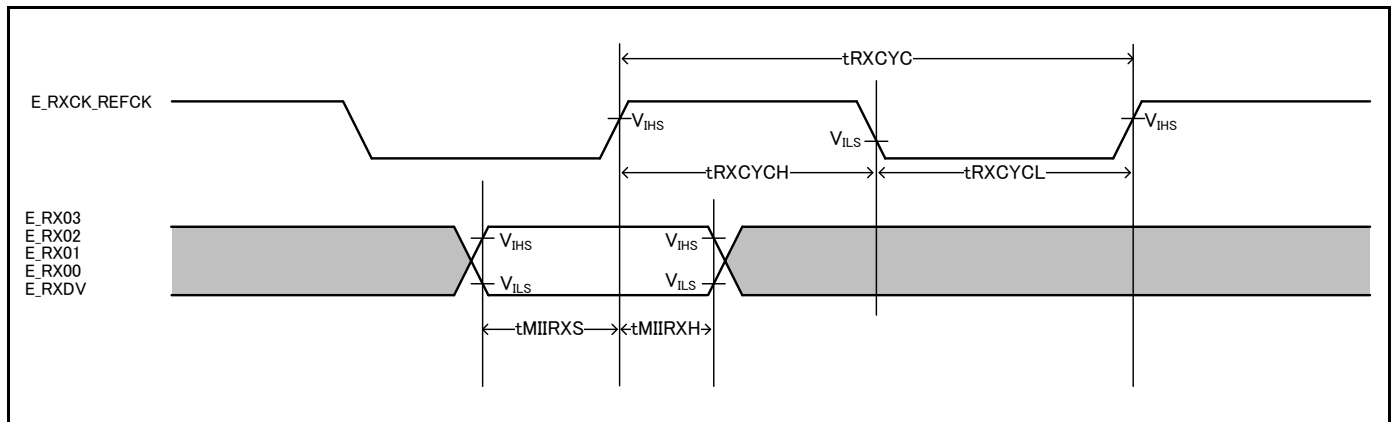 tRXCYC
E_RXCK_REFCK
VIHS
VILS
VIHS
tRXCYCH
tRXCYCL
E_RX03
E_RX02
E_RX01
E_RX00
E_RXDV
VIHS
VIHS
VILS
VILS
tMIIRXS
tMIIRXH